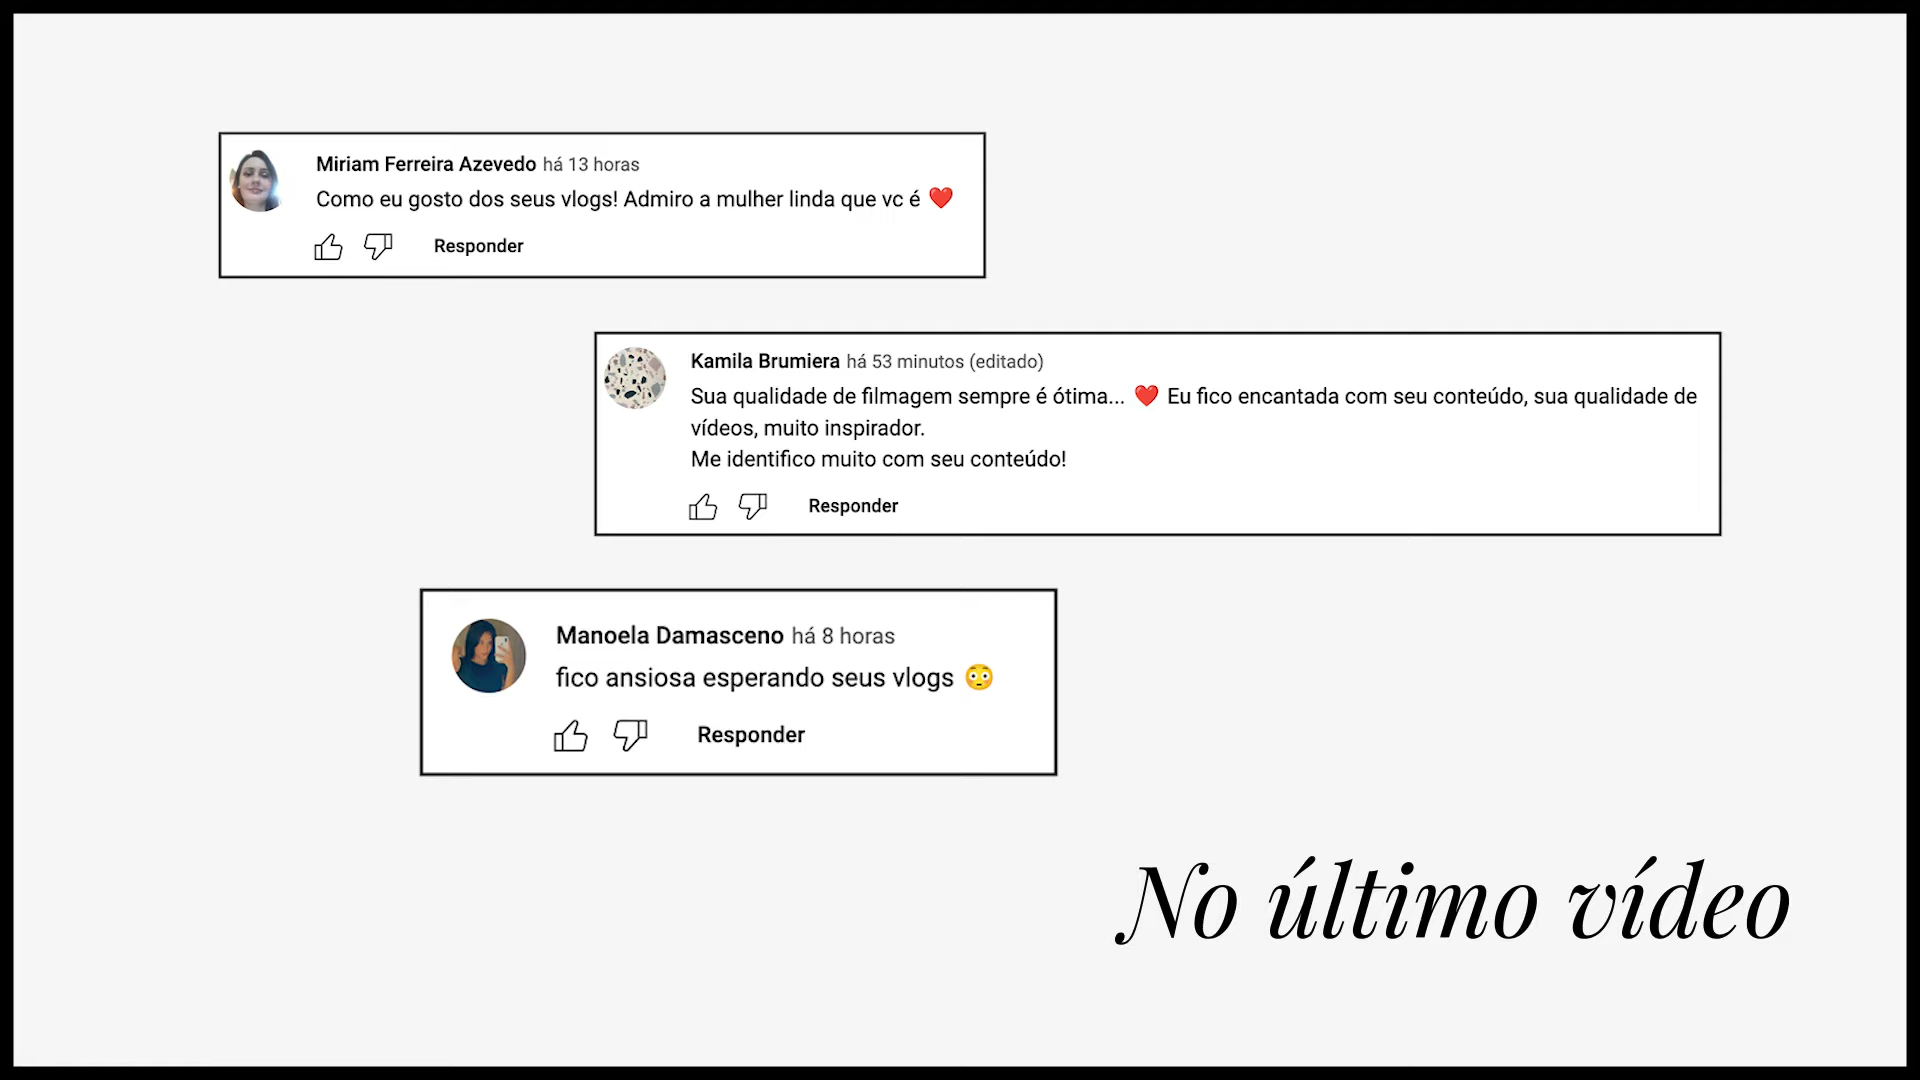 Miriam Ferreira Azevedo há 13 horas
Como eu gosto dos seus vlogs! Admiro a mulher linda que vc é ❤️
Responder
Kamila Brumiera há 53 minutos (editado)
Sua qualidade de filmagem sempre é ótima... ❤️ Eu fico encantada com seu conteúdo, sua qualidade de
vídeos, muito inspirador.
Me identifico muito com seu conteúdo!
Responder
Manoela Damasceno há 8 horas
fico ansiosa esperando seus vlogs 😳
Responder
No último vídeo